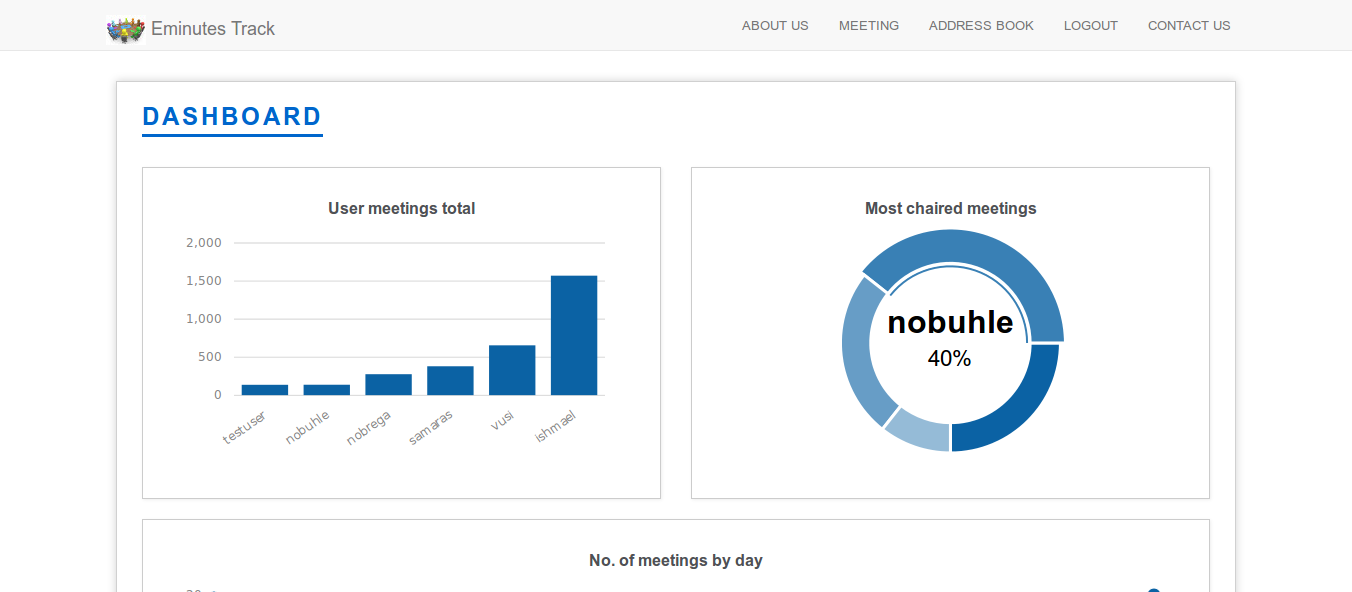 Eminutes Track
ABOUT US MEETING ADDRESS BOOK LOGOUT CONTACT US
DASHBOARD
User meetings total
2,000
1,500
1,000
500
0
testuser nobuhle nobrega samaras vusi ishmael
Most chaired meetings
nobuhle
40%
No. of meetings by day